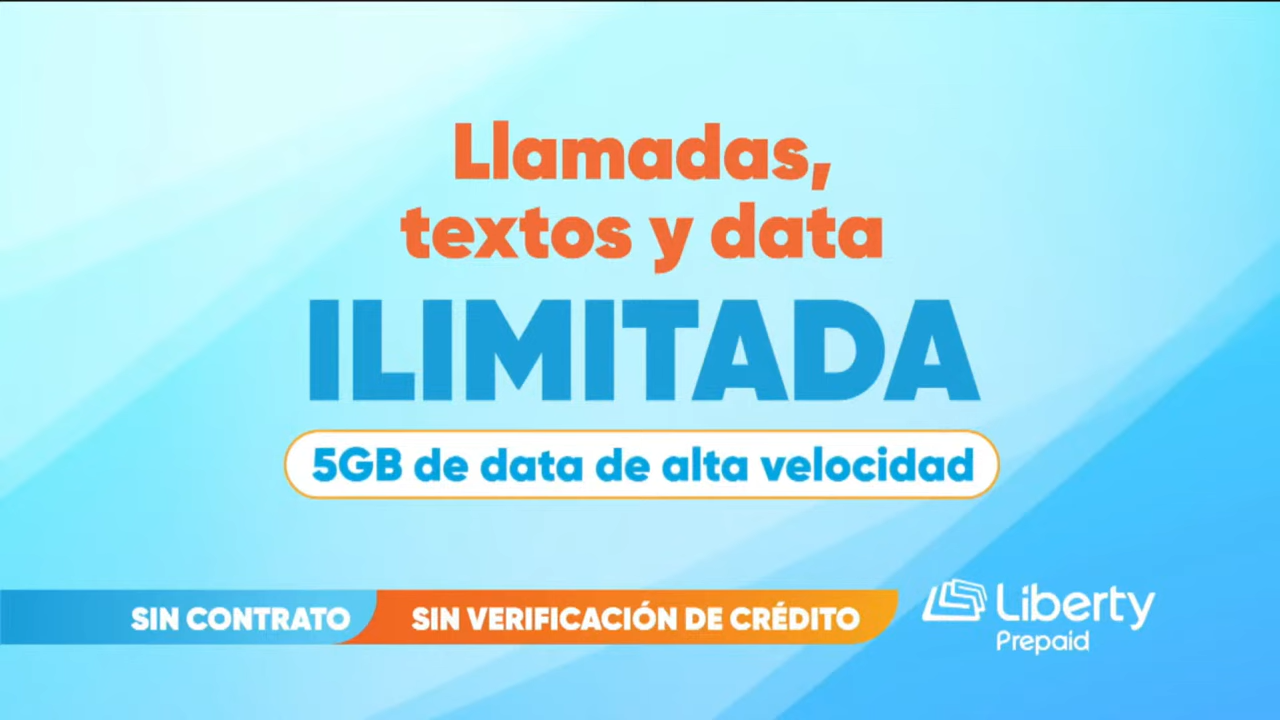 Llamadas,
textos y data
ILIMITADA
5GB de data de alta velocidad
SIN CONTRATO
SIN VERIFICACIÓN DE CRÉDITO
Liberty
Prepaid